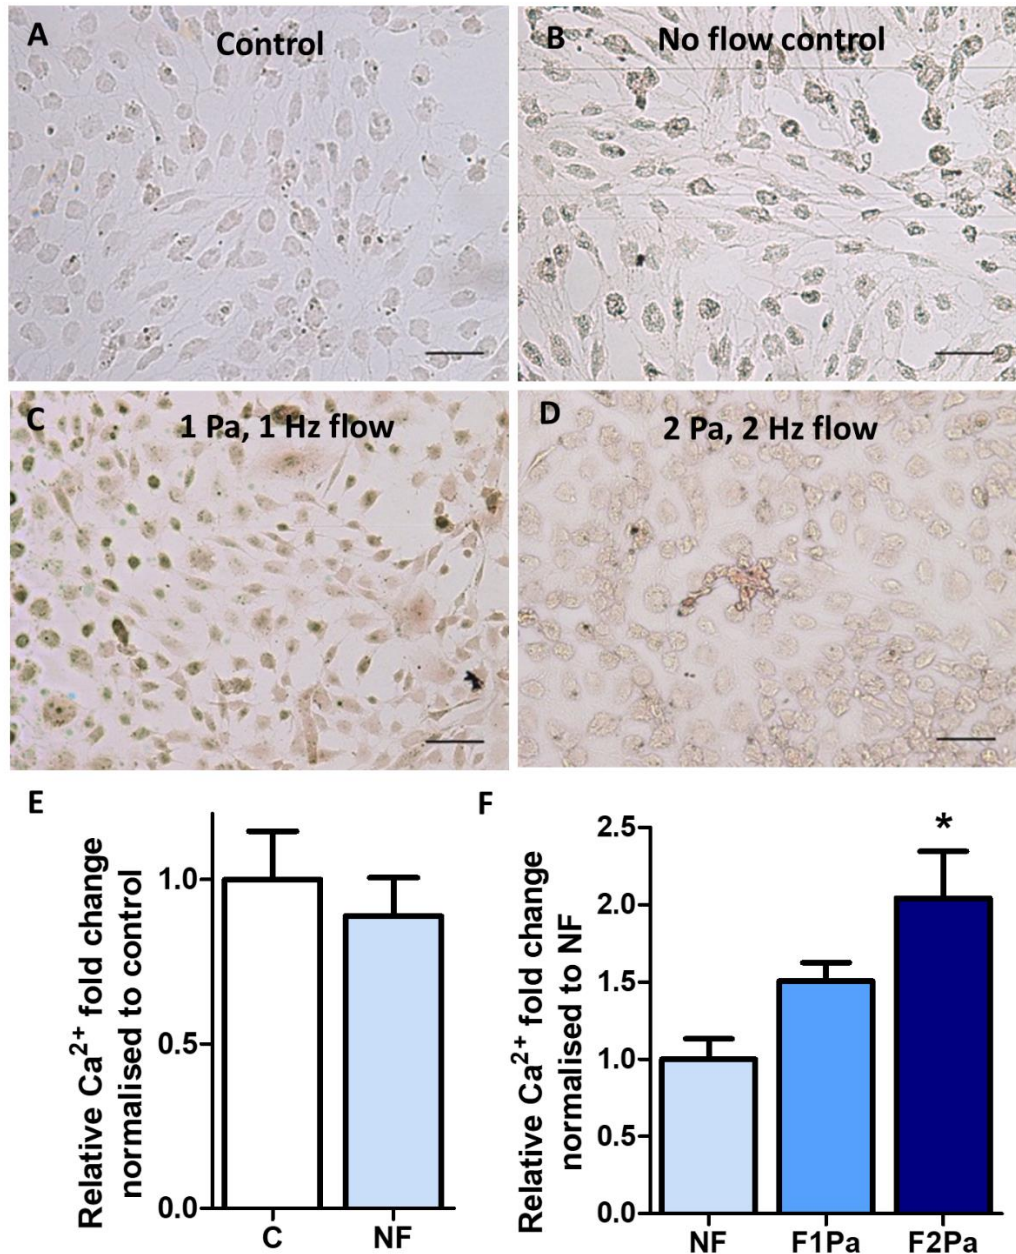 A
Control
B
No flow control
C
1 Pa, 1 Hz flow
D
2 Pa, 2 Hz flow
E
Relative Ca²⁺ fold change
normalised to control
1.0
0.5
0.0
C
NF
F
Relative Ca²⁺ fold change
normalised to NF
2.5
2.0
1.5
1.0
0.5
0.0
*
NF
F1Pa
F2Pa